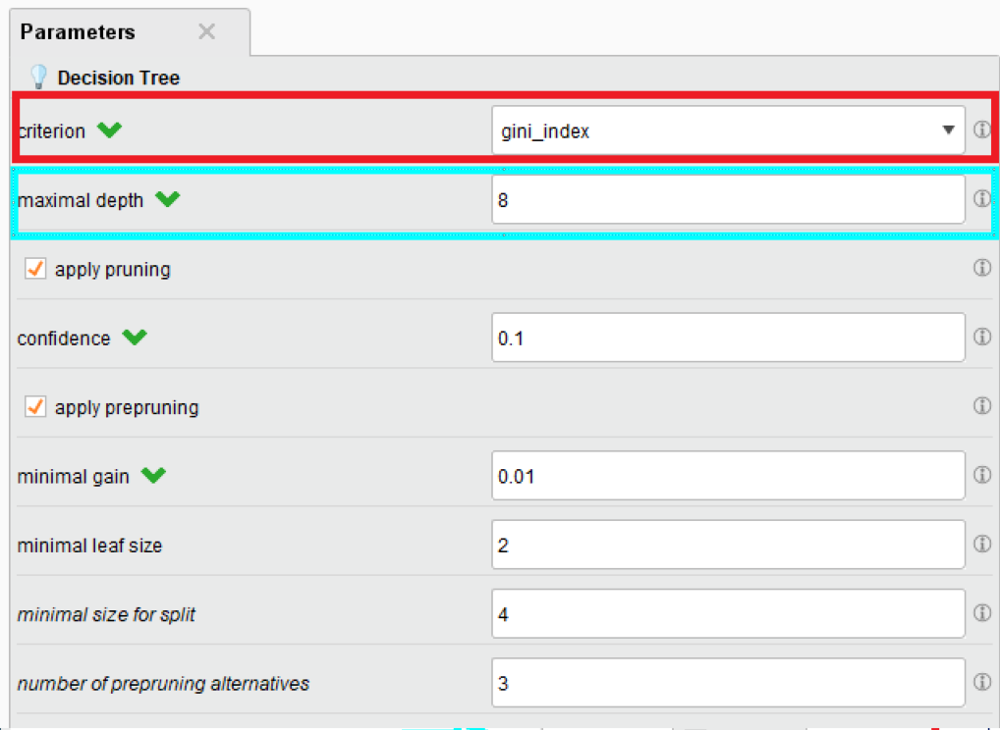 Parameters
Decision Tree
criterion gini_index
maximal depth 8
apply pruning
confidence 0.1
apply prepruning
minimal gain 0.01
minimal leaf size 2
minimal size for split 4
number of prepruning alternatives 3